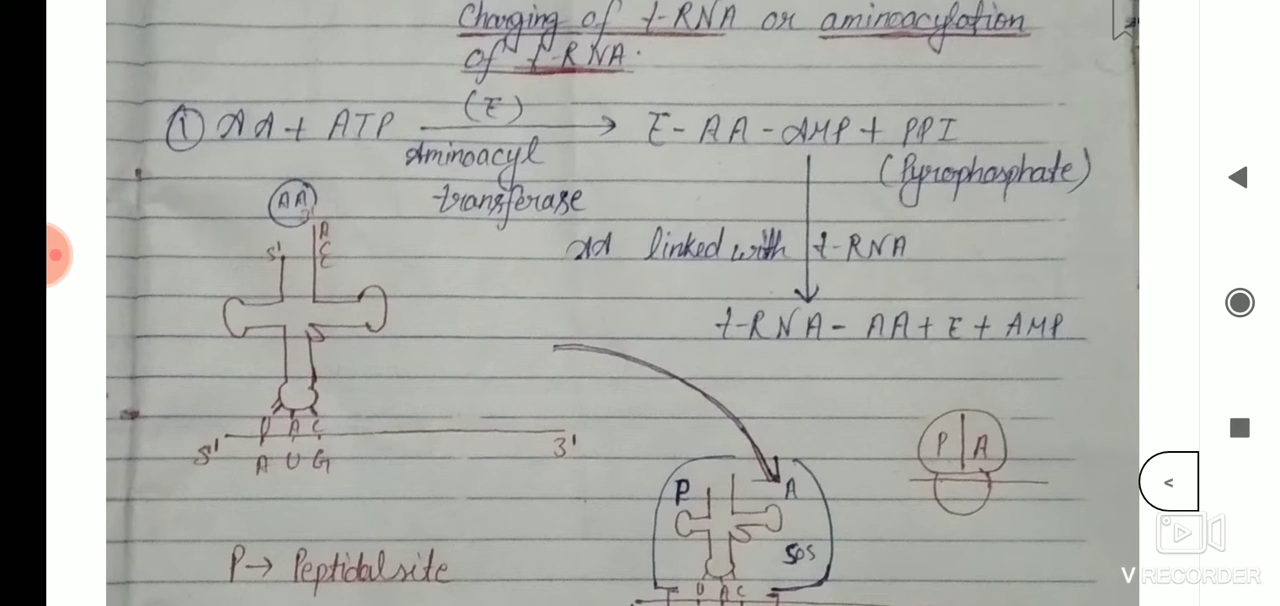 Charging of t-RNA or aminoacylation
of t-RNA.
① AA + ATP (E) → E - AA - AMP + PPI
Aminoacyl
transferase
(Pyrophosphate)
AA 3'
A
C
C
5'
AA linked with t-RNA
t-RNA - AA + E + AMP
U A C
5' 3'
A U G
P A
P A
50s
U A C
P → Peptidal site
<
V RECORDER